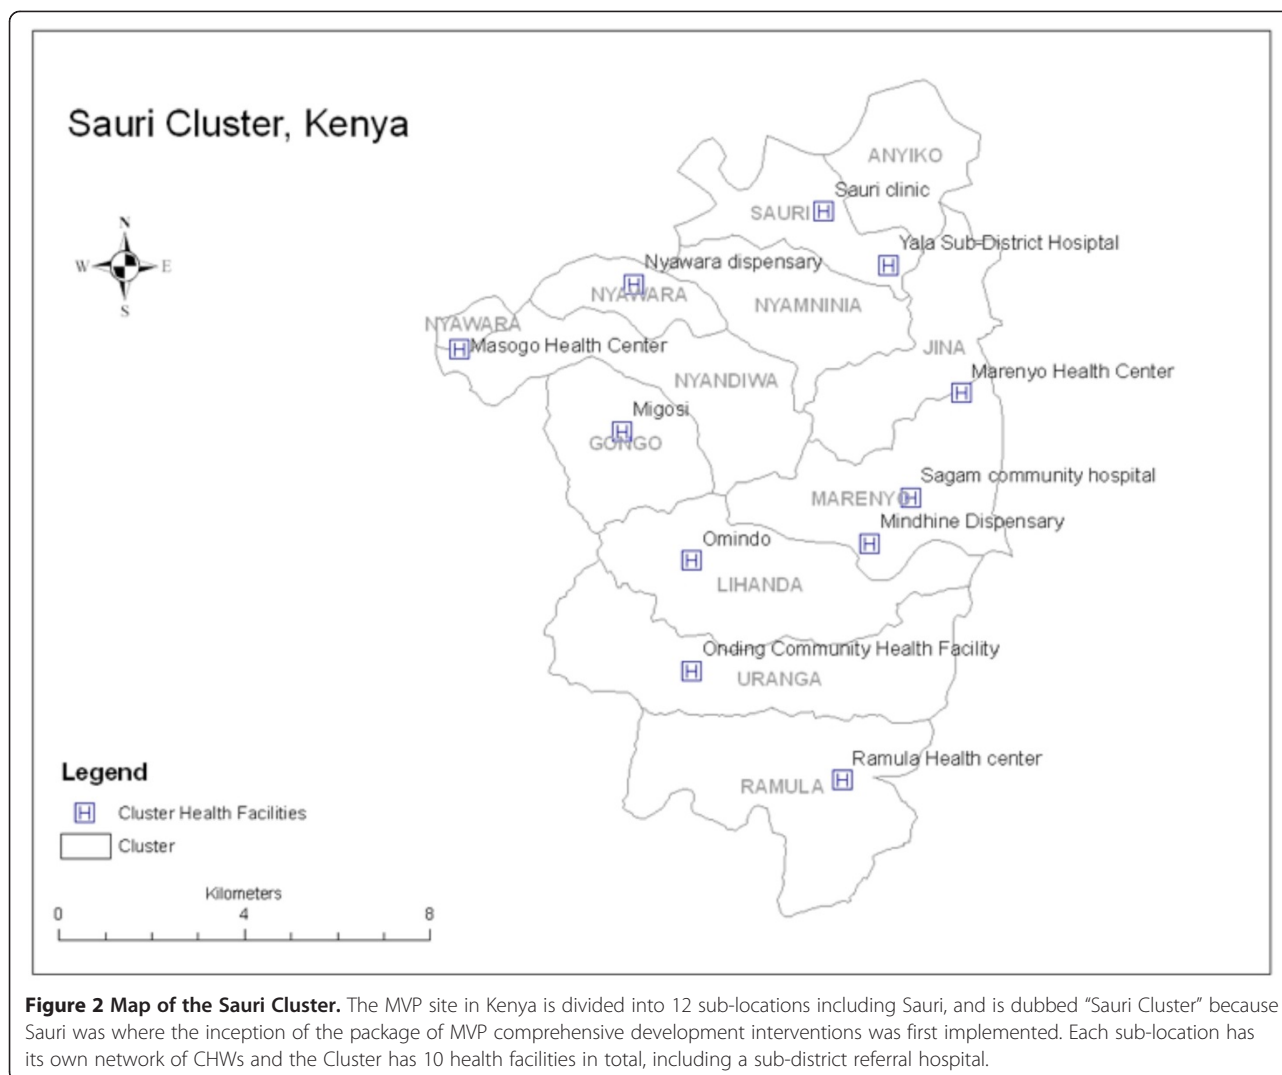 Sauri Cluster, Kenya
N
W E
S
ANYIKO
Sauri clinic
SAURI H
Yala Sub-District Hosiptal
H
Nyawara dispensary
H
NYAWARA
NYAMNINIA
NYAWARA
H Masogo Health Center
JINA
Marenyo Health Center
H
NYANDIWA
Migosi
H
GONGO
Sagam community hospital
MARENYO H
Mindhine Dispensary
H
Omindo
H
LIHANDA
Onding Community Health Facility
H
URANGA
Ramula Health center
RAMULA H
Legend
H Cluster Health Facilities
Cluster
Kilometers
0 4 8
Figure 2 Map of the Sauri Cluster. The MVP site in Kenya is divided into 12 sub-locations including Sauri, and is dubbed “Sauri Cluster” because
Sauri was where the inception of the package of MVP comprehensive development interventions was first implemented. Each sub-location has
its own network of CHWs and the Cluster has 10 health facilities in total, including a sub-district referral hospital.